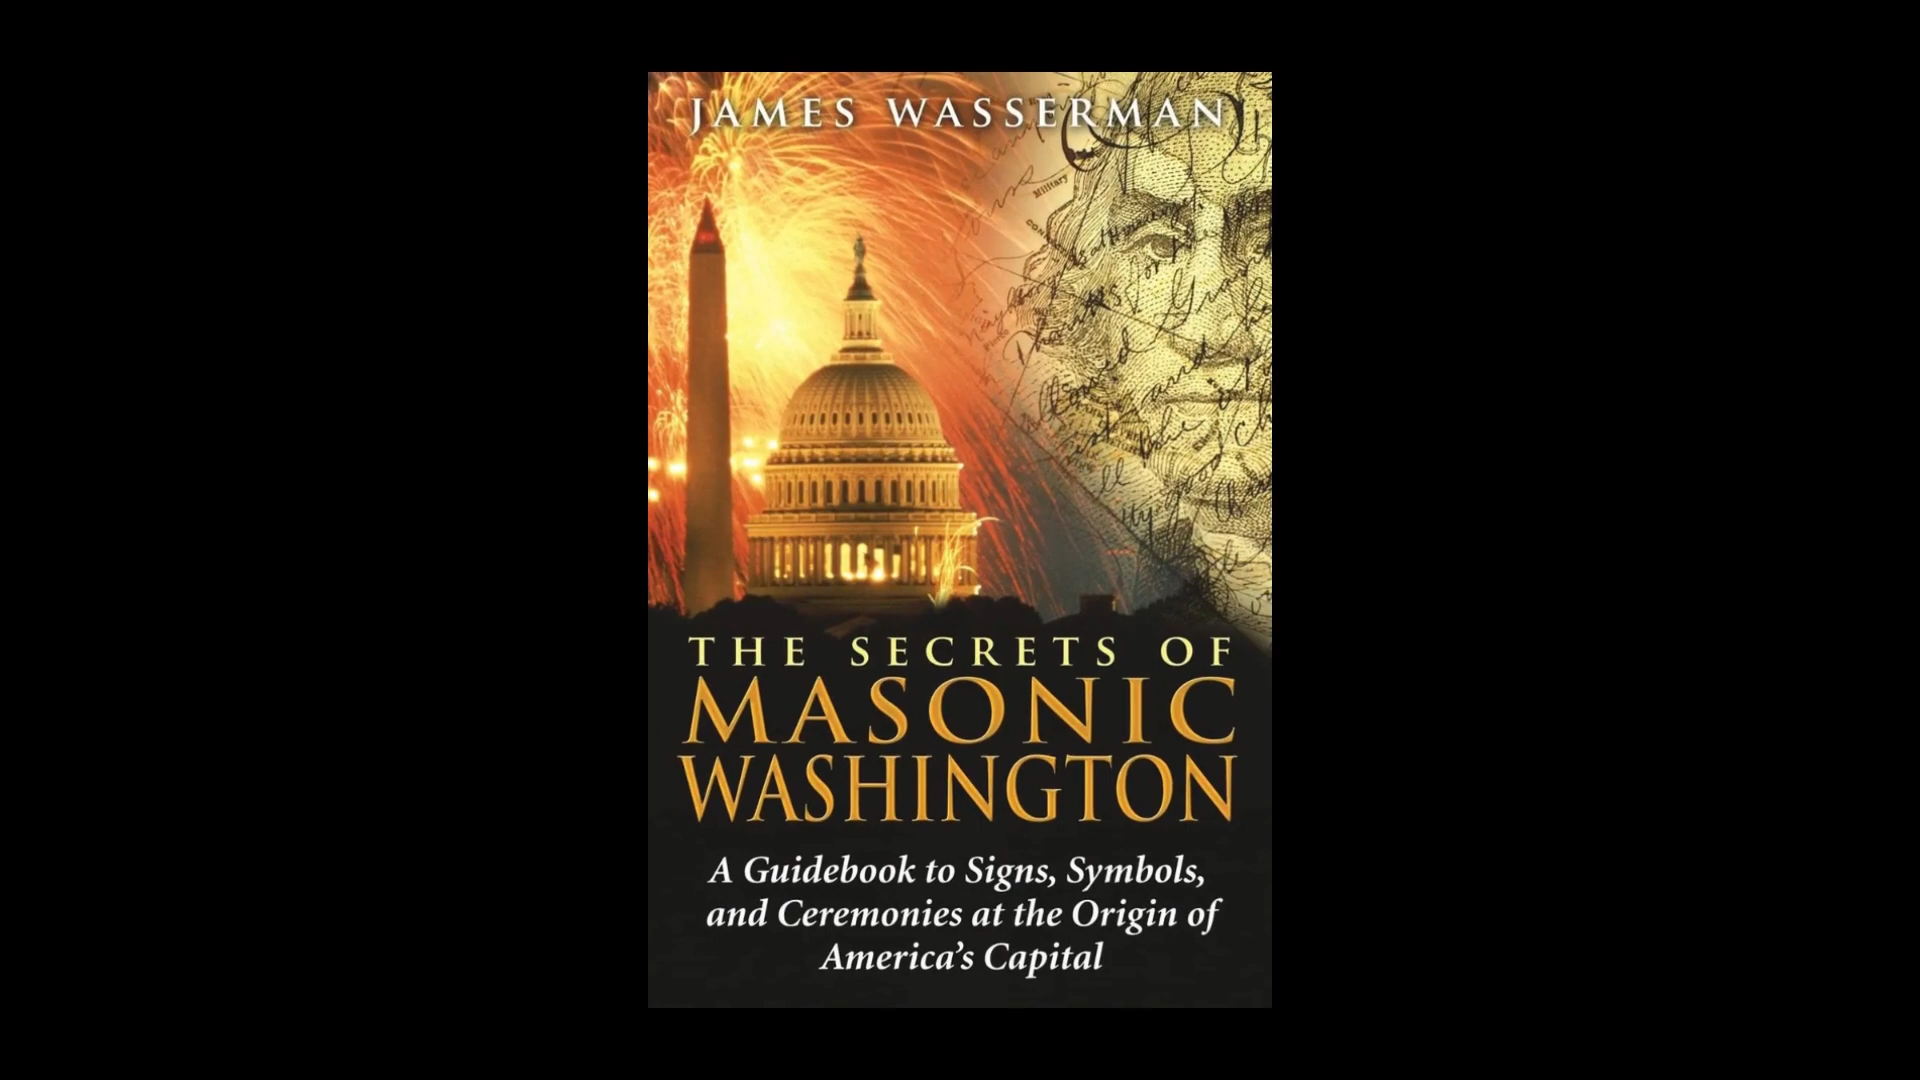 JAMES WASSERMAN
Military
THE SECRETS OF
MASONIC
WASHINGTON
A Guidebook to Signs, Symbols,
and Ceremonies at the Origin of
America's Capital